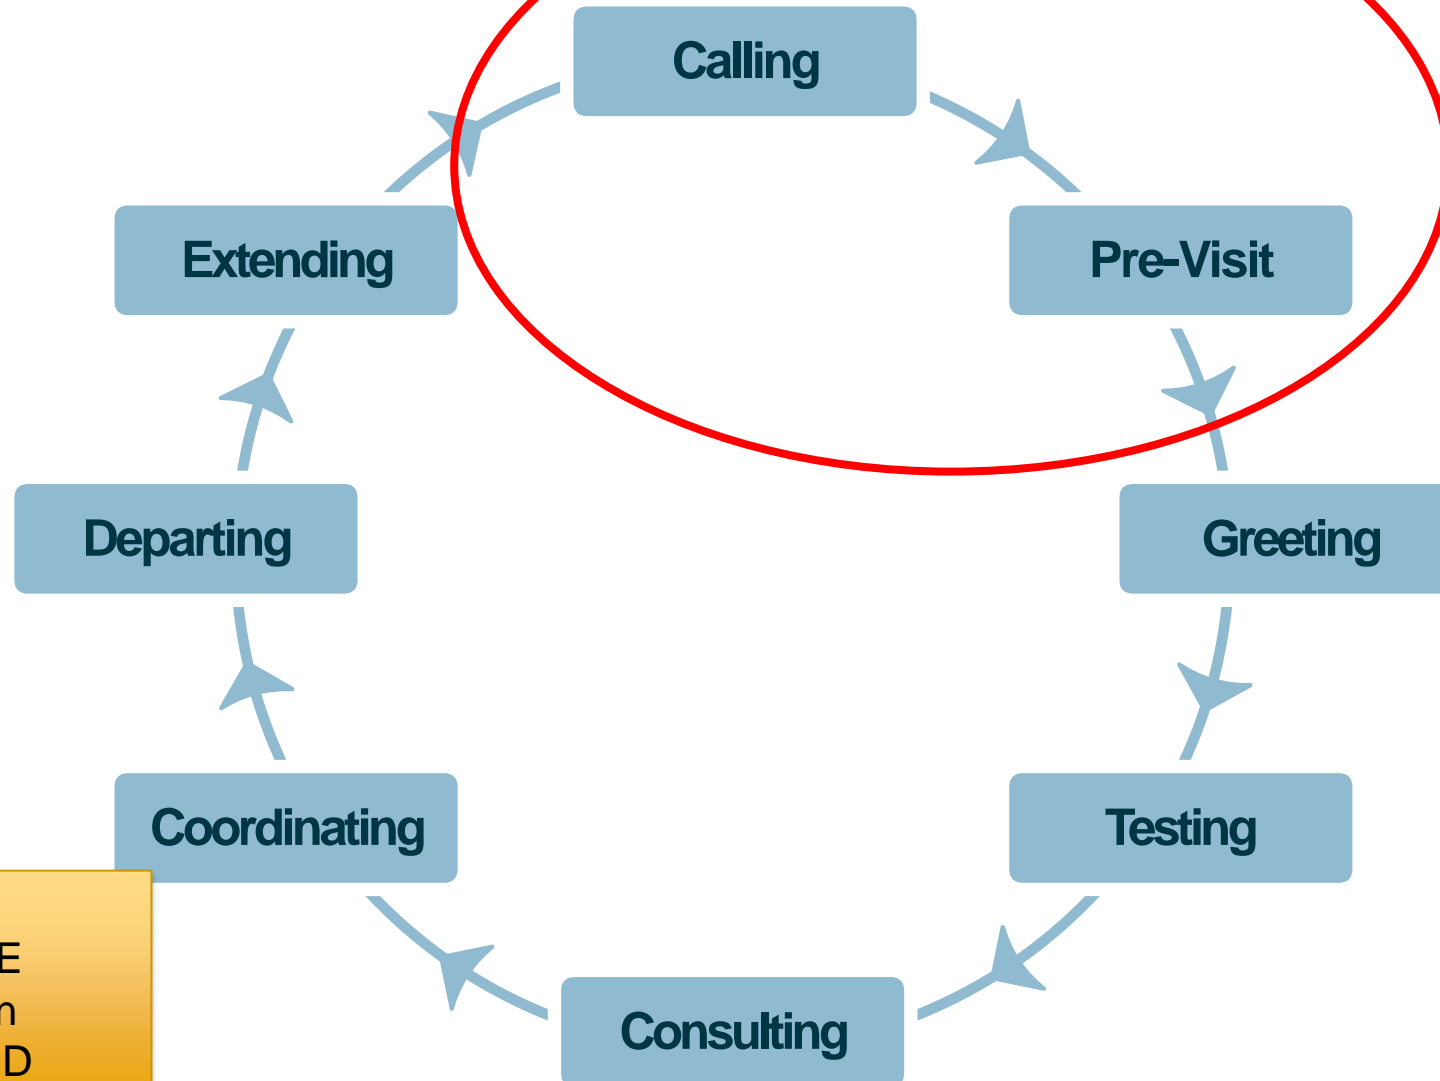 Calling
Extending
Pre-Visit
Departing
Greeting
Coordinating
Testing
E
D
Consulting